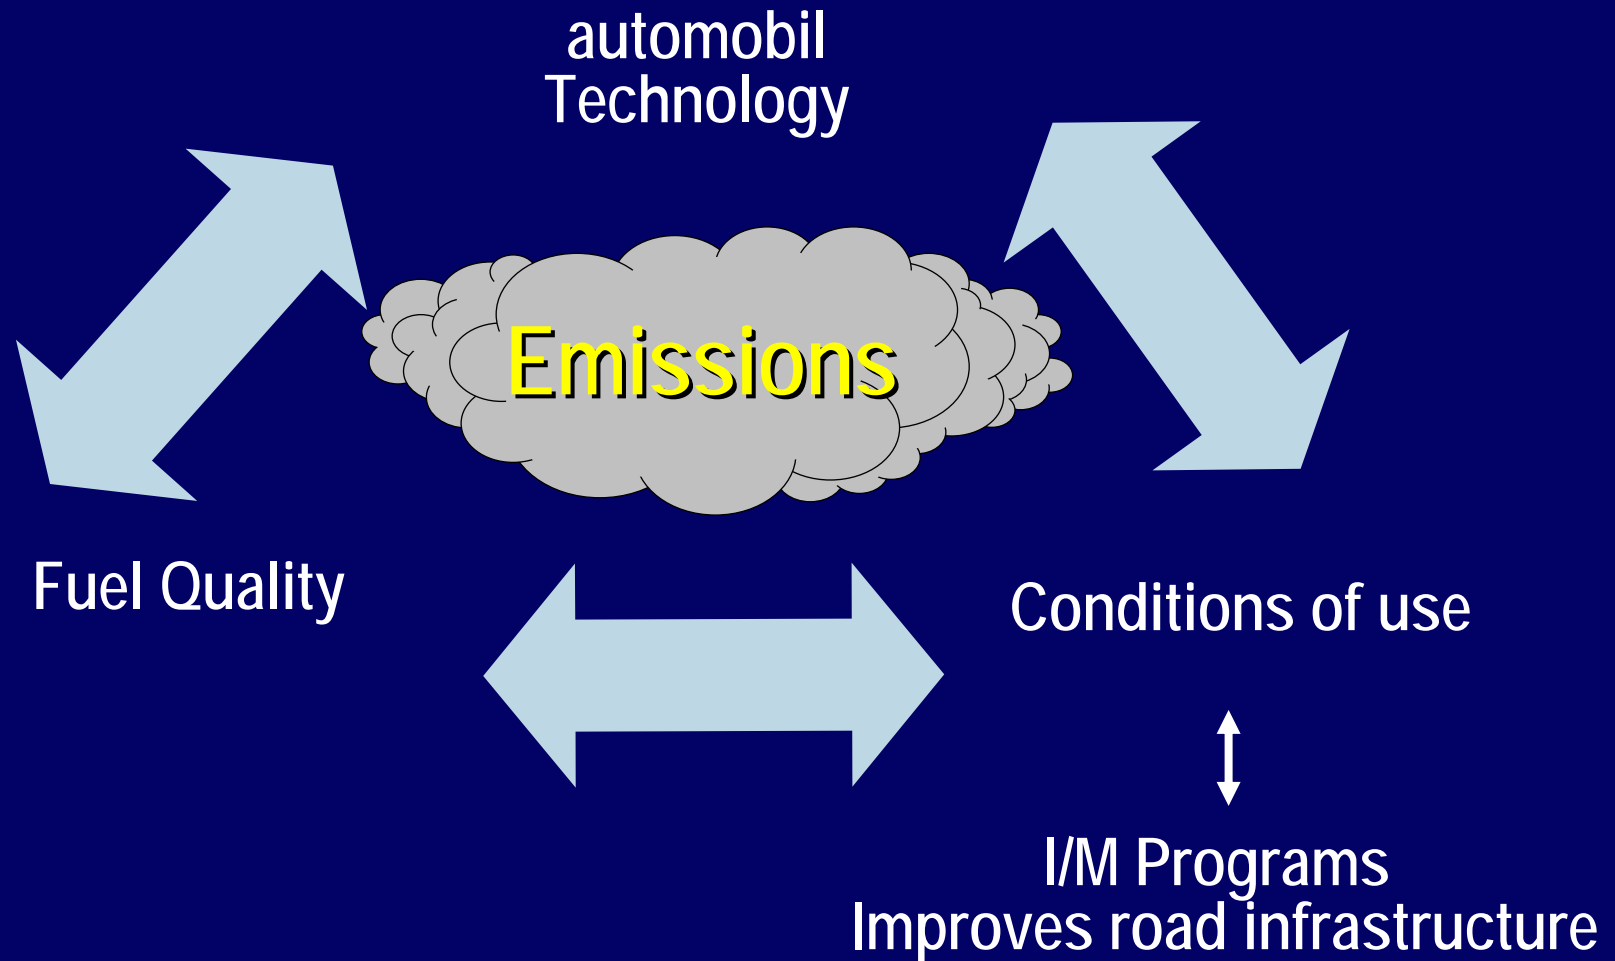 automobil
Technology
Emissions
Fuel Quality
Conditions of use
I/M Programs
Improves road infrastructure